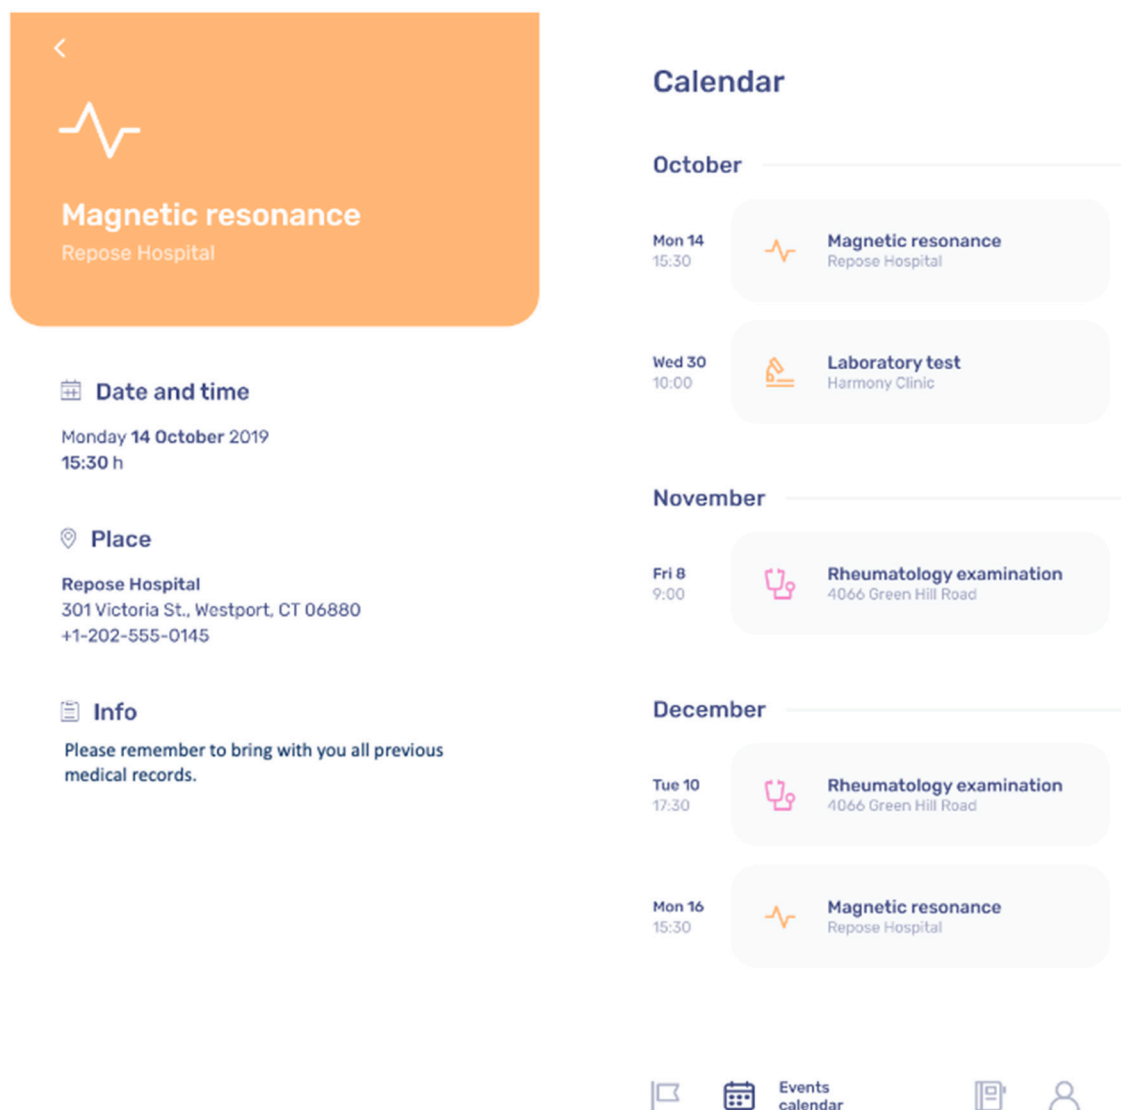 Magnetic resonance
Repose Hospital
Date and time
Monday 14 October 2019
15:30 h
Place
Repose Hospital
301 Victoria St., Westport, CT 06880
+1-202-555-0145
Info
Please remember to bring with you all previous
medical records.
Calendar
October
Mon 14
15:30
Magnetic resonance
Repose Hospital
Wed 30
10:00
Laboratory test
Harmony Clinic
November
Fri 8
9:00
Rheumatology examination
4066 Green Hill Road
December
Tue 10
17:30
Rheumatology examination
4066 Green Hill Road
Mon 16
15:30
Magnetic resonance
Repose Hospital
Events
calendar